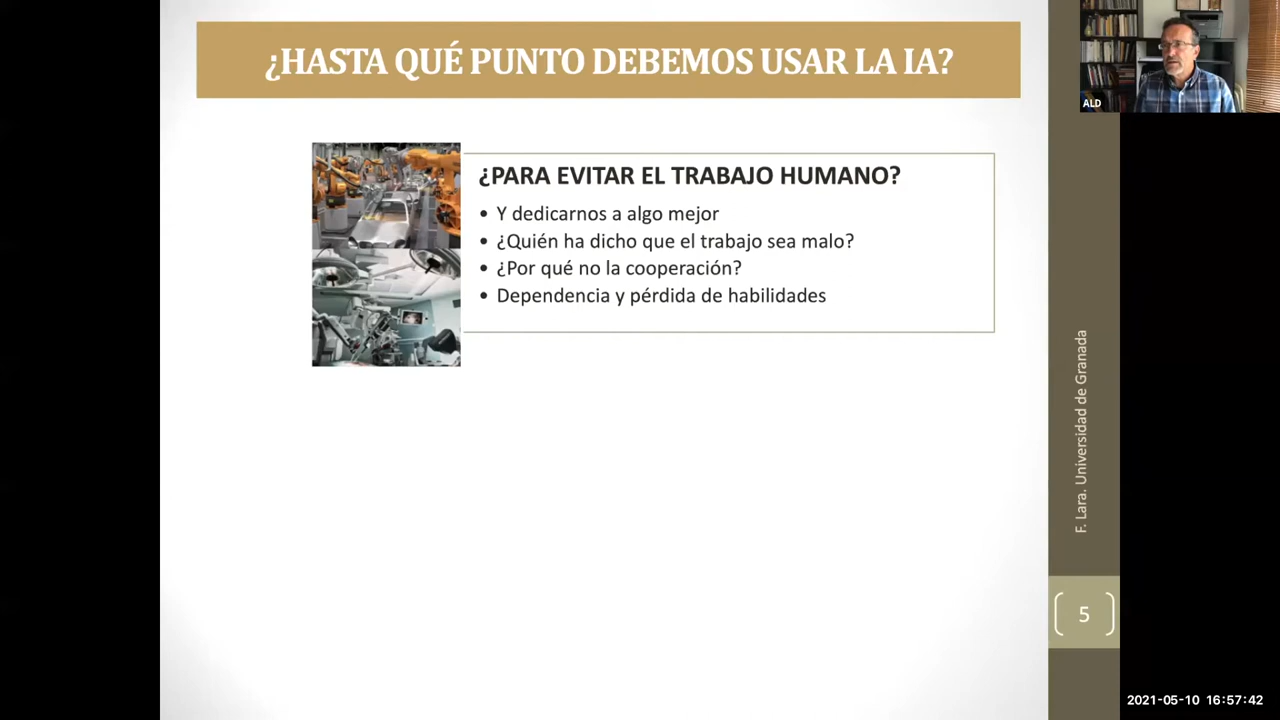 ¿HASTA QUÉ PUNTO DEBEMOS USAR LA IA?
ALD
¿PARA EVITAR EL TRABAJO HUMANO?
• Y dedicarnos a algo mejor
• ¿Quién ha dicho que el trabajo sea malo?
• ¿Por qué no la cooperación?
• Dependencia y pérdida de habilidades
F. Lara. Universidad de Granada
5
2021-05-10 16:57:42